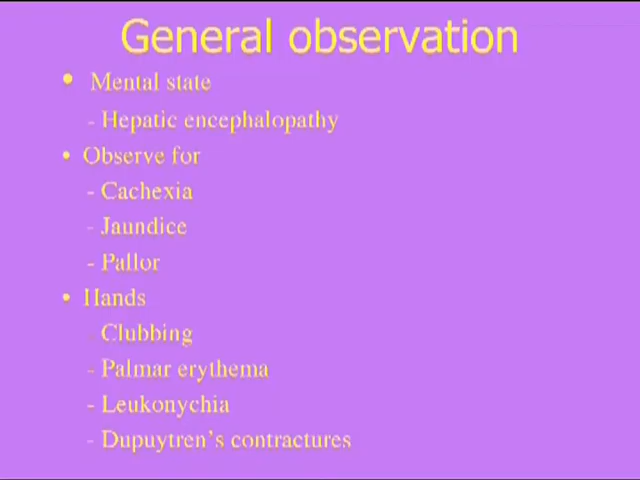 General observation
• Mental state
- Hepatic encephalopathy
• Observe for
- Cachexia
- Jaundice
- Pallor
• Hands
- Clubbing
- Palmar erythema
- Leukonychia
- Dupuytren's contractures